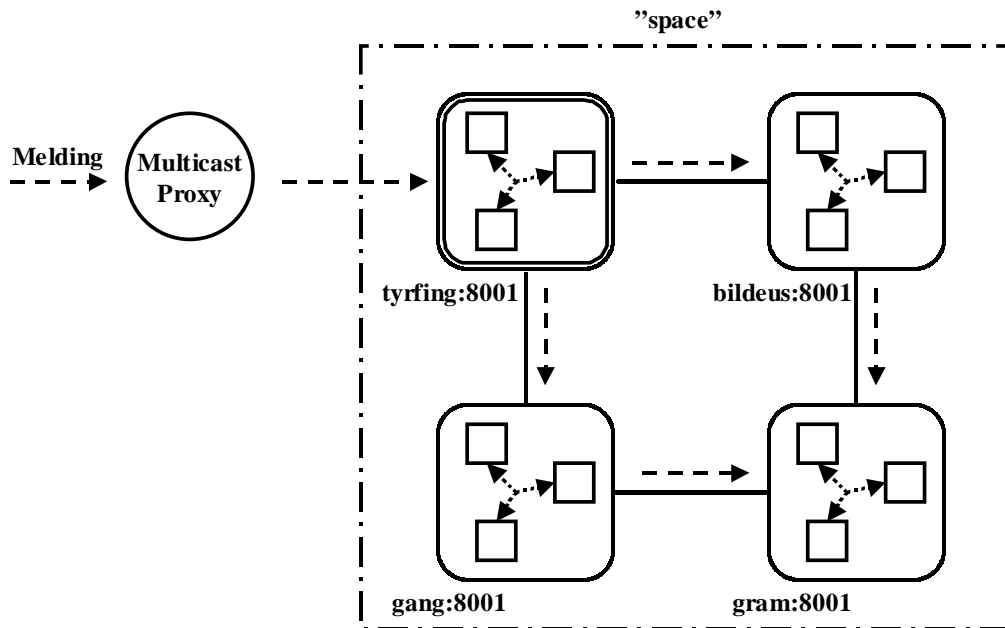 ”space”
Melding
Multicast
Proxy
tyrfing:8001
bildeus:8001
gang:8001
gram:8001